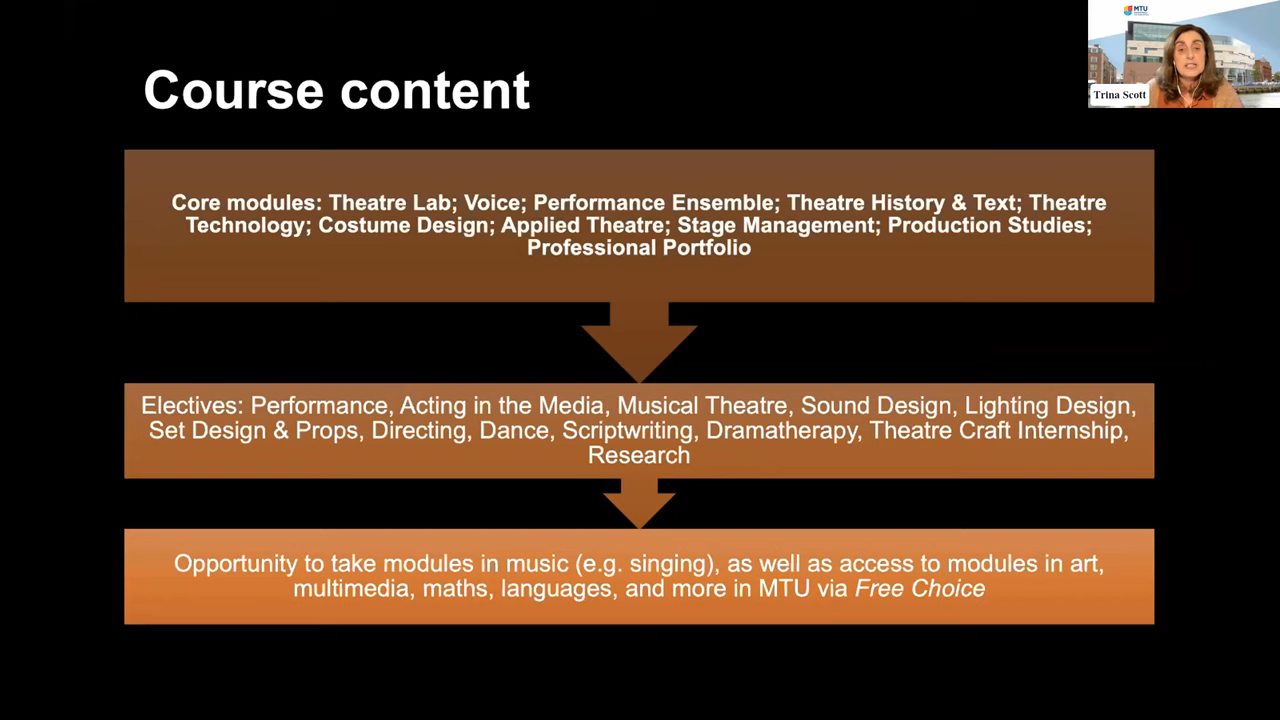 MTU
Trina Scott
Course content
Core modules: Theatre Lab; Voice; Performance Ensemble; Theatre History & Text; Theatre
Technology; Costume Design; Applied Theatre; Stage Management; Production Studies;
Professional Portfolio
Electives: Performance, Acting in the Media, Musical Theatre, Sound Design, Lighting Design,
Set Design & Props, Directing, Dance, Scriptwriting, Dramatherapy, Theatre Craft Internship,
Research
Opportunity to take modules in music (e.g. singing), as well as access to modules in art,
multimedia, maths, languages, and more in MTU via Free Choice